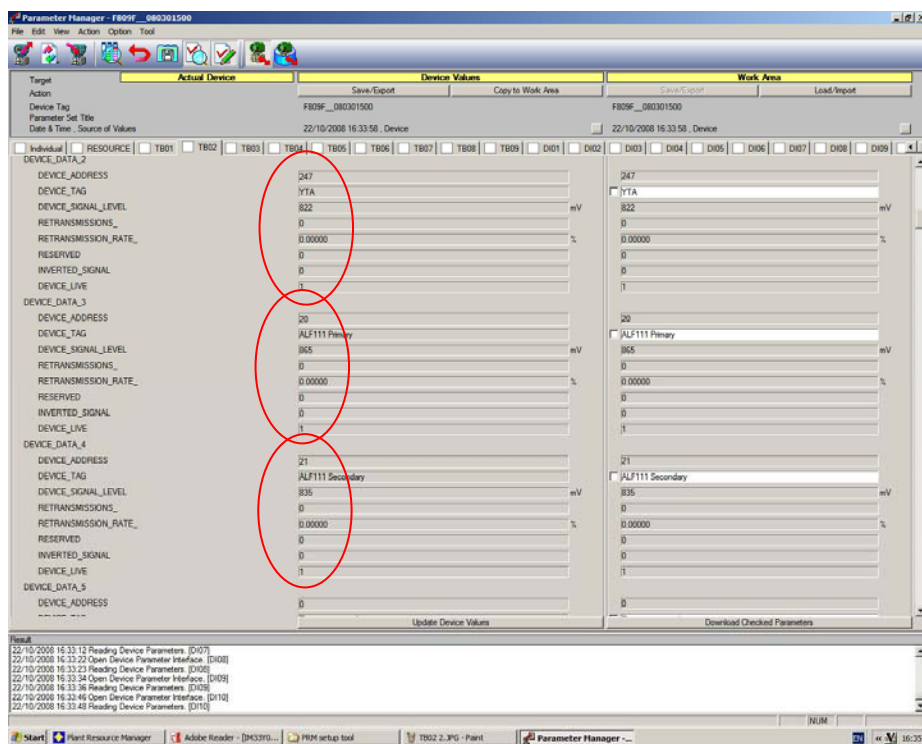 Parameter Manager - F809F__080301500
File Edit View Action Option Tool
Target Actual Device Device Values Work Area
Action Save/Export Copy to Work Area Save/Export Load/Import
Device Tag F809F__080301500 F809F__080301500
Parameter Set Title
Date & Time , Source of Values 22/10/2008 16:33:58 , Device 22/10/2008 16:33:58 , Device
Individual RESOURCE TB01 TB02 TB03 TB04 TB05 TB06 TB07 TB08 TB09 DI01 DI02 DI03 DI04 DI05 DI06 DI07 DI08 DI09
DEVICE_DATA_2
DEVICE_ADDRESS 247 247
DEVICE_TAG YTA YTA
DEVICE_SIGNAL_LEVEL 822 mV 822 mV
RETRANSMISSIONS_ 0 0
RETRANSMISSION_RATE_ 0.00000 % 0.00000 %
RESERVED 0 0
INVERTED_SIGNAL 0 0
DEVICE_LIVE 1 1
DEVICE_DATA_3
DEVICE_ADDRESS 20 20
DEVICE_TAG ALF111 Primary ALF111 Primary
DEVICE_SIGNAL_LEVEL 865 mV 865 mV
RETRANSMISSIONS_ 0 0
RETRANSMISSION_RATE_ 0.00000 % 0.00000 %
RESERVED 0 0
INVERTED_SIGNAL 0 0
DEVICE_LIVE 1 1
DEVICE_DATA_4
DEVICE_ADDRESS 21 21
DEVICE_TAG ALF111 Secondary ALF111 Secondary
DEVICE_SIGNAL_LEVEL 835 mV 835 mV
RETRANSMISSIONS_ 0 0
RETRANSMISSION_RATE_ 0.00000 % 0.00000 %
RESERVED 0 0
INVERTED_SIGNAL 0 0
DEVICE_LIVE 1 1
DEVICE_DATA_5
DEVICE_ADDRESS 0 0
Update Device Values Download Checked Parameters
Result
22/10/2008 16:33:12 Reading Device Parameters. [DI07]
22/10/2008 16:33:22 Open Device Parameter Interface. [DI08]
22/10/2008 16:33:23 Reading Device Parameters. [DI08]
22/10/2008 16:33:34 Open Device Parameter Interface. [DI09]
22/10/2008 16:33:36 Reading Device Parameters. [DI09]
22/10/2008 16:33:46 Open Device Parameter Interface. [DI10]
22/10/2008 16:33:48 Reading Device Parameters. [DI10]
NUM
Start Plant Resource Manager Adobe Reader - [IM33Y0... PRM setup tool TB02 2.JPG - Paint Parameter Manager -... EN 16:35